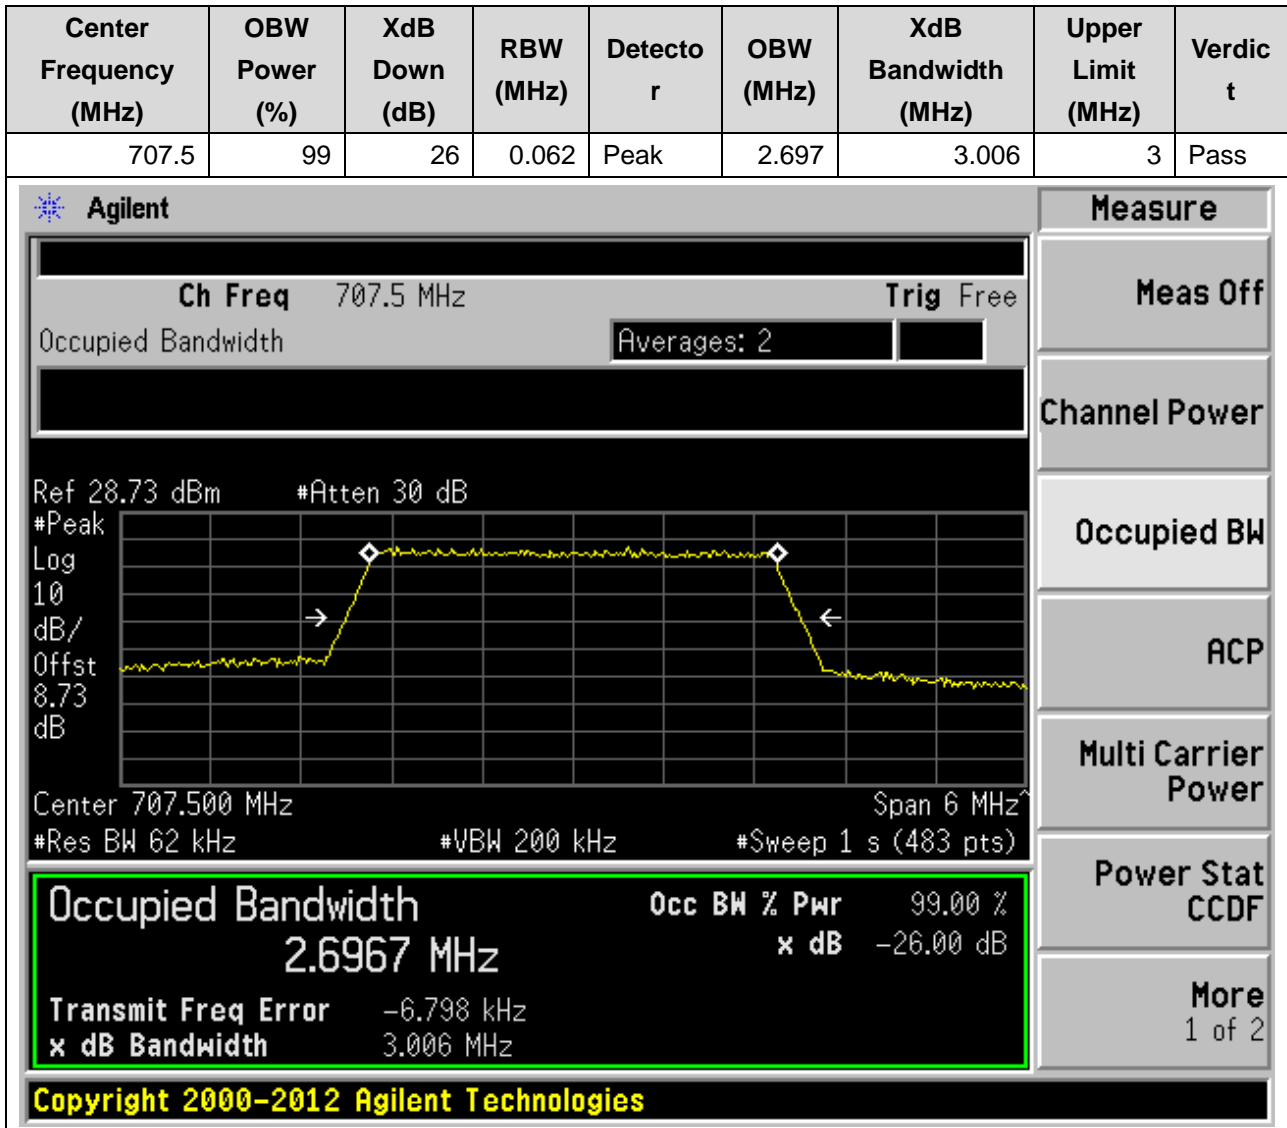 Center Frequency (MHz) OBW Power (%) XdB Down (dB) RBW (MHz) Detecto r OBW (MHz) XdB Bandwidth (MHz) Upper Limit (MHz) Verdic t
707.5 99 26 0.062 Peak 2.697 3.006 3 Pass
Agilent
Measure
Ch Freq 707.5 MHz Trig Free
Occupied Bandwidth Averages: 2
Ref 28.73 dBm #Atten 30 dB
#Peak
Log
10
dB/
Offst
8.73
dB
Center 707.500 MHz Span 6 MHz^
#Res BW 62 kHz #VBW 200 kHz #Sweep 1 s (483 pts)
Occupied Bandwidth Occ BW % Pwr 99.00 %
2.6967 MHz x dB -26.00 dB
Transmit Freq Error -6.798 kHz
x dB Bandwidth 3.006 MHz
Meas Off
Channel Power
Occupied BW
ACP
Multi Carrier
Power
Power Stat
CCDF
More
1 of 2
Copyright 2000-2012 Agilent Technologies